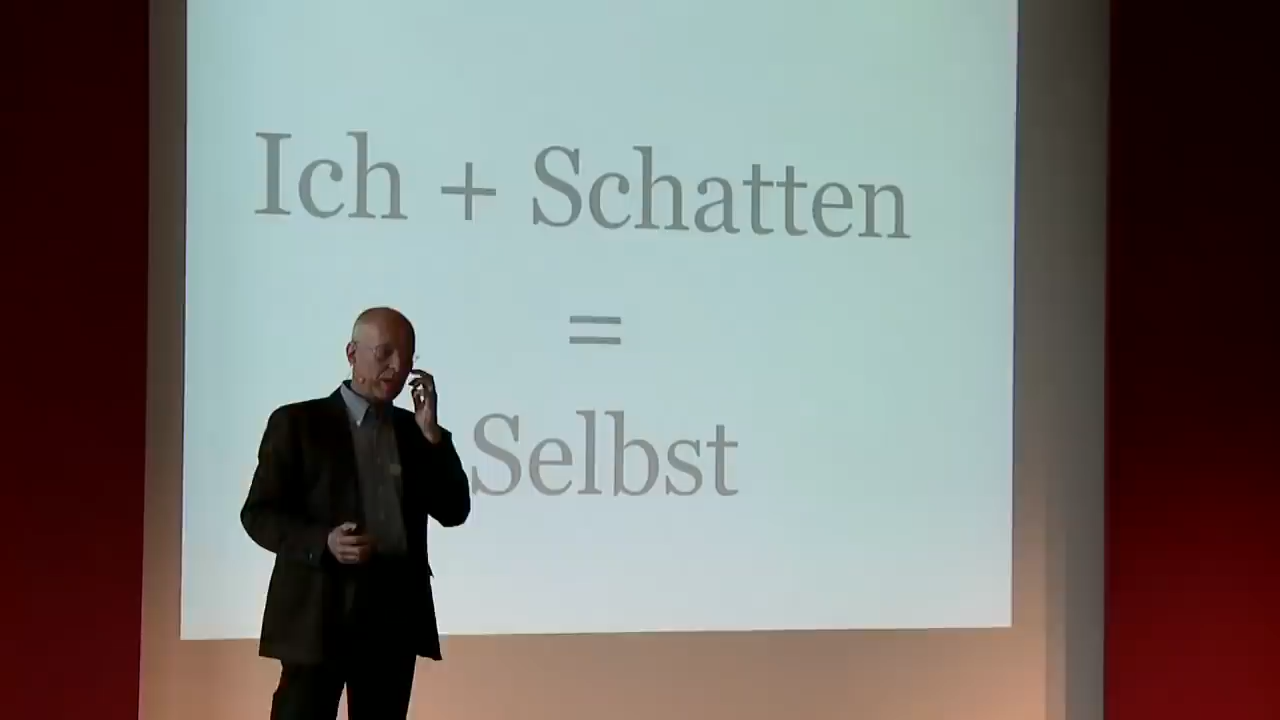 Ich + Schatten
=
Selbst